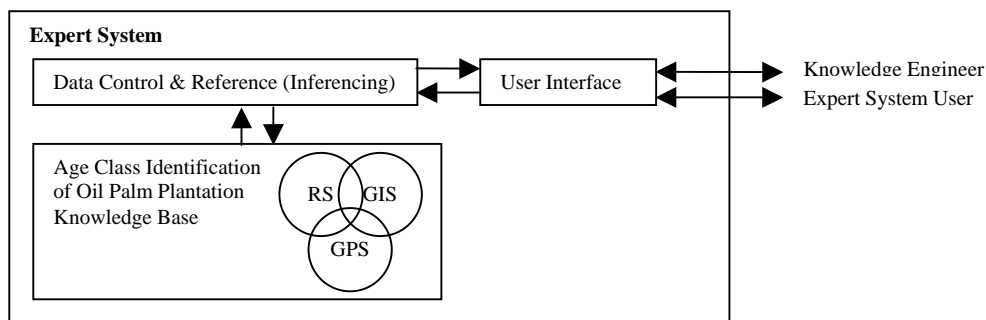 Expert System
Data Control & Reference (Inferencing)
User Interface
Knowledge Engineer
Expert System User
Age Class Identification
of Oil Palm Plantation
Knowledge Base
RS
GIS
GPS